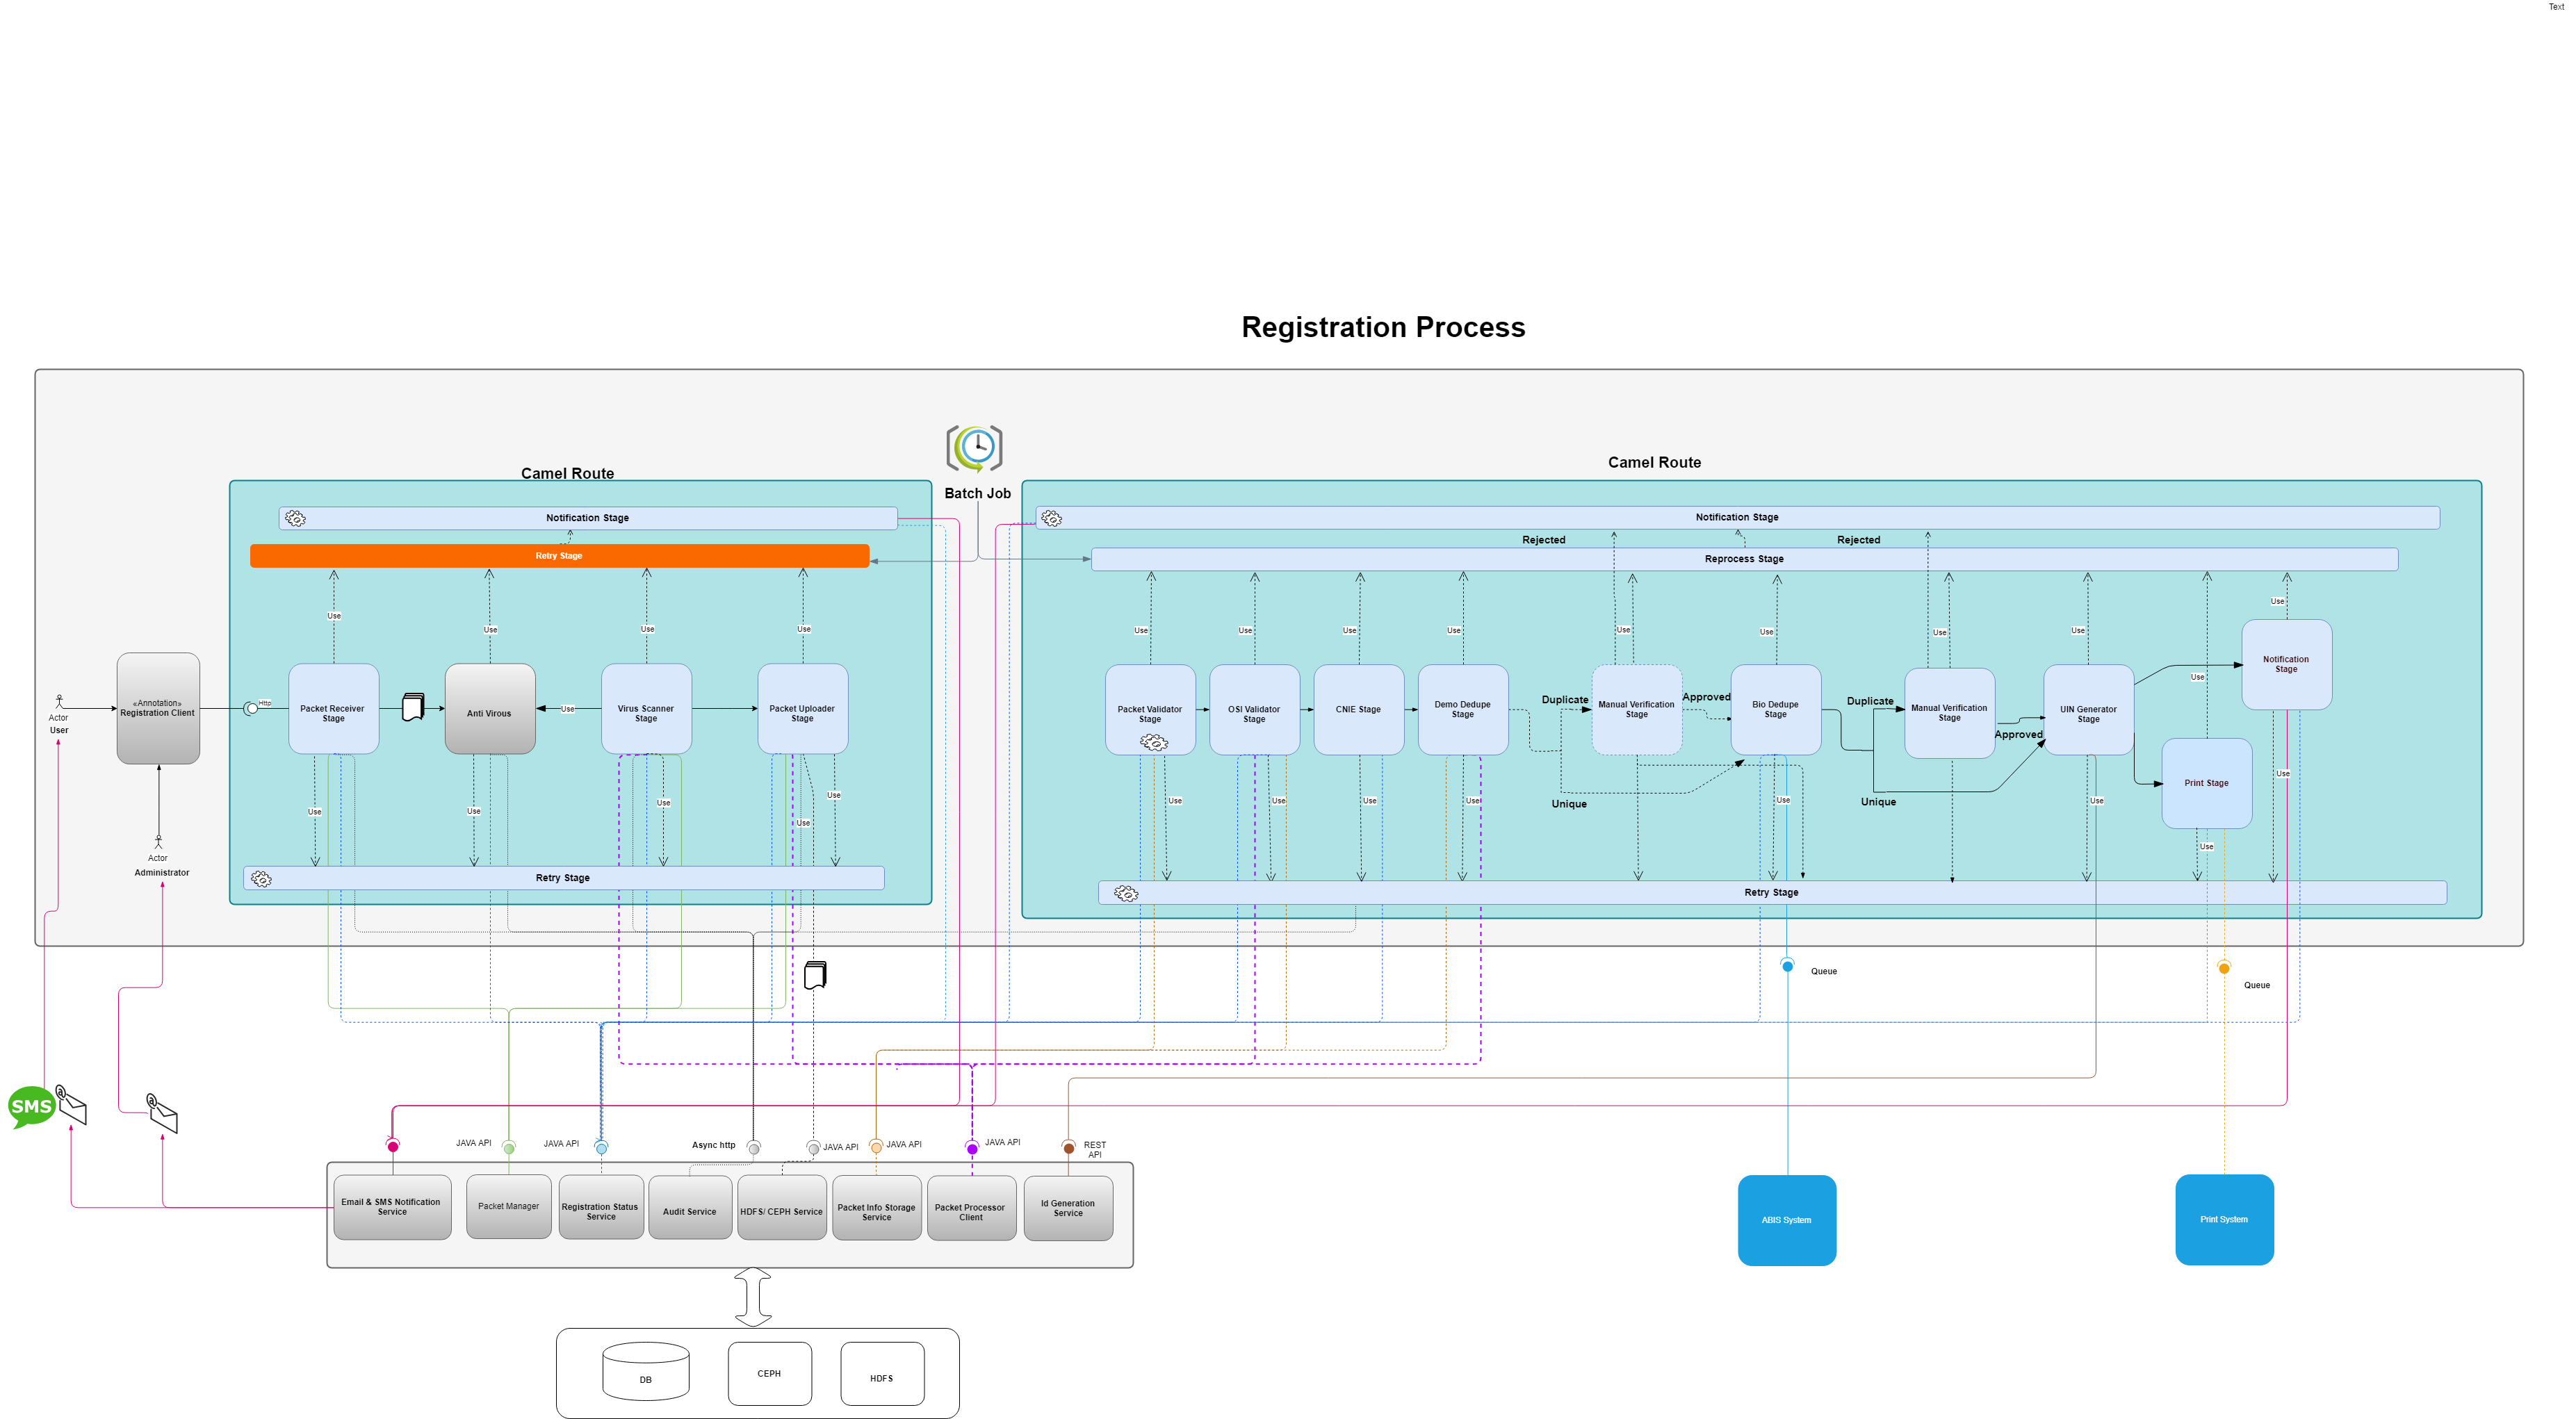 Text
Registration Process
Camel Route
Camel Route
Batch Job
Notification Stage
Retry Stage
Notification Stage
Rejected
Rejected
Reprocess Stage
Use
Use
Use
Use
Use
Use
Use
Use
Use
Use
Use
Use
Use
Use
Actor
User
«Annotation»
Registration Client
Http
Packet Receiver
Stage
Anti Virous
Use
Virus Scanner
Stage
Packet Uploader
Stage
Packet Validator
Stage
OSI Validator
Stage
CNIE Stage
Demo Dedupe
Stage
Duplicate
Manual Verification
Stage
Approved
Bio Dedupe
Stage
Duplicate
Manual Verification
Stage
Approved
UIN Generator
Stage
Notification
Stage
Print Stage
Unique
Unique
Use
Use
Use
Use
Use
Use
Use
Use
Use
Use
Use
Use
Use
Actor
Administrator
Retry Stage
Retry Stage
Queue
Queue
SMS
@
@
JAVA API
JAVA API
Async http
JAVA API
JAVA API
JAVA API
REST
API
Email & SMS Notification
Service
Packet Manager
Registration Status
Service
Audit Service
HDFS/ CEPH Service
Packet Info Storage
Service
Packet Processor
Client
Id Generation
Service
ABIS System
Print System
DB
CEPH
HDFS